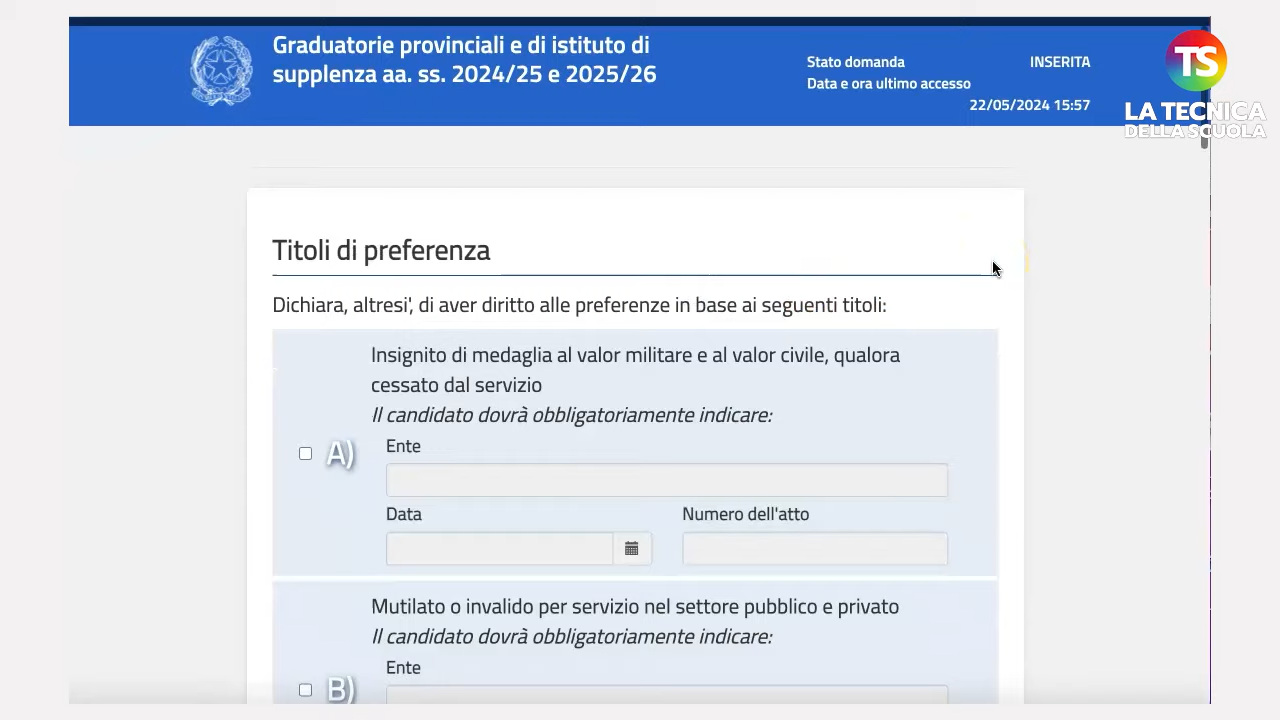 Graduatorie provinciali e di istituto di
supplenza aa. ss. 2024/25 e 2025/26
Stato domanda
INSERITA
Data e ora ultimo accesso
22/05/2024 15:57
TS
LA TECNICA
DELLA SCUOLA
Titoli di preferenza
Dichiara, altresi', di aver diritto alle preferenze in base ai seguenti titoli:
Insignito di medaglia al valor militare e al valor civile, qualora
cessato dal servizio
Il candidato dovrà obbligatoriamente indicare:
A)
Ente
Data
Numero dell'atto
Mutilato o invalido per servizio nel settore pubblico e privato
Il candidato dovrà obbligatoriamente indicare:
Ente
B)